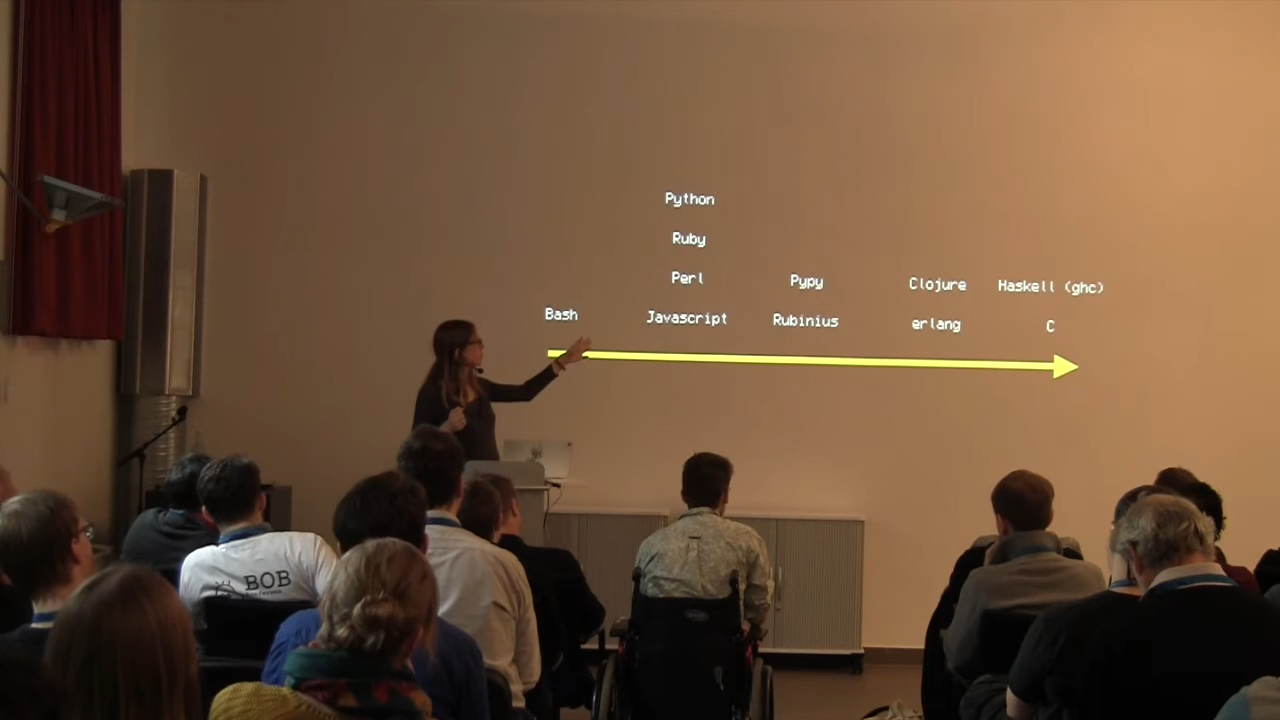 Python
Ruby
Perl
Javascript
Bash
Pypy
Rubinius
Clojure
erlang
Haskell (ghc)
C
BOB